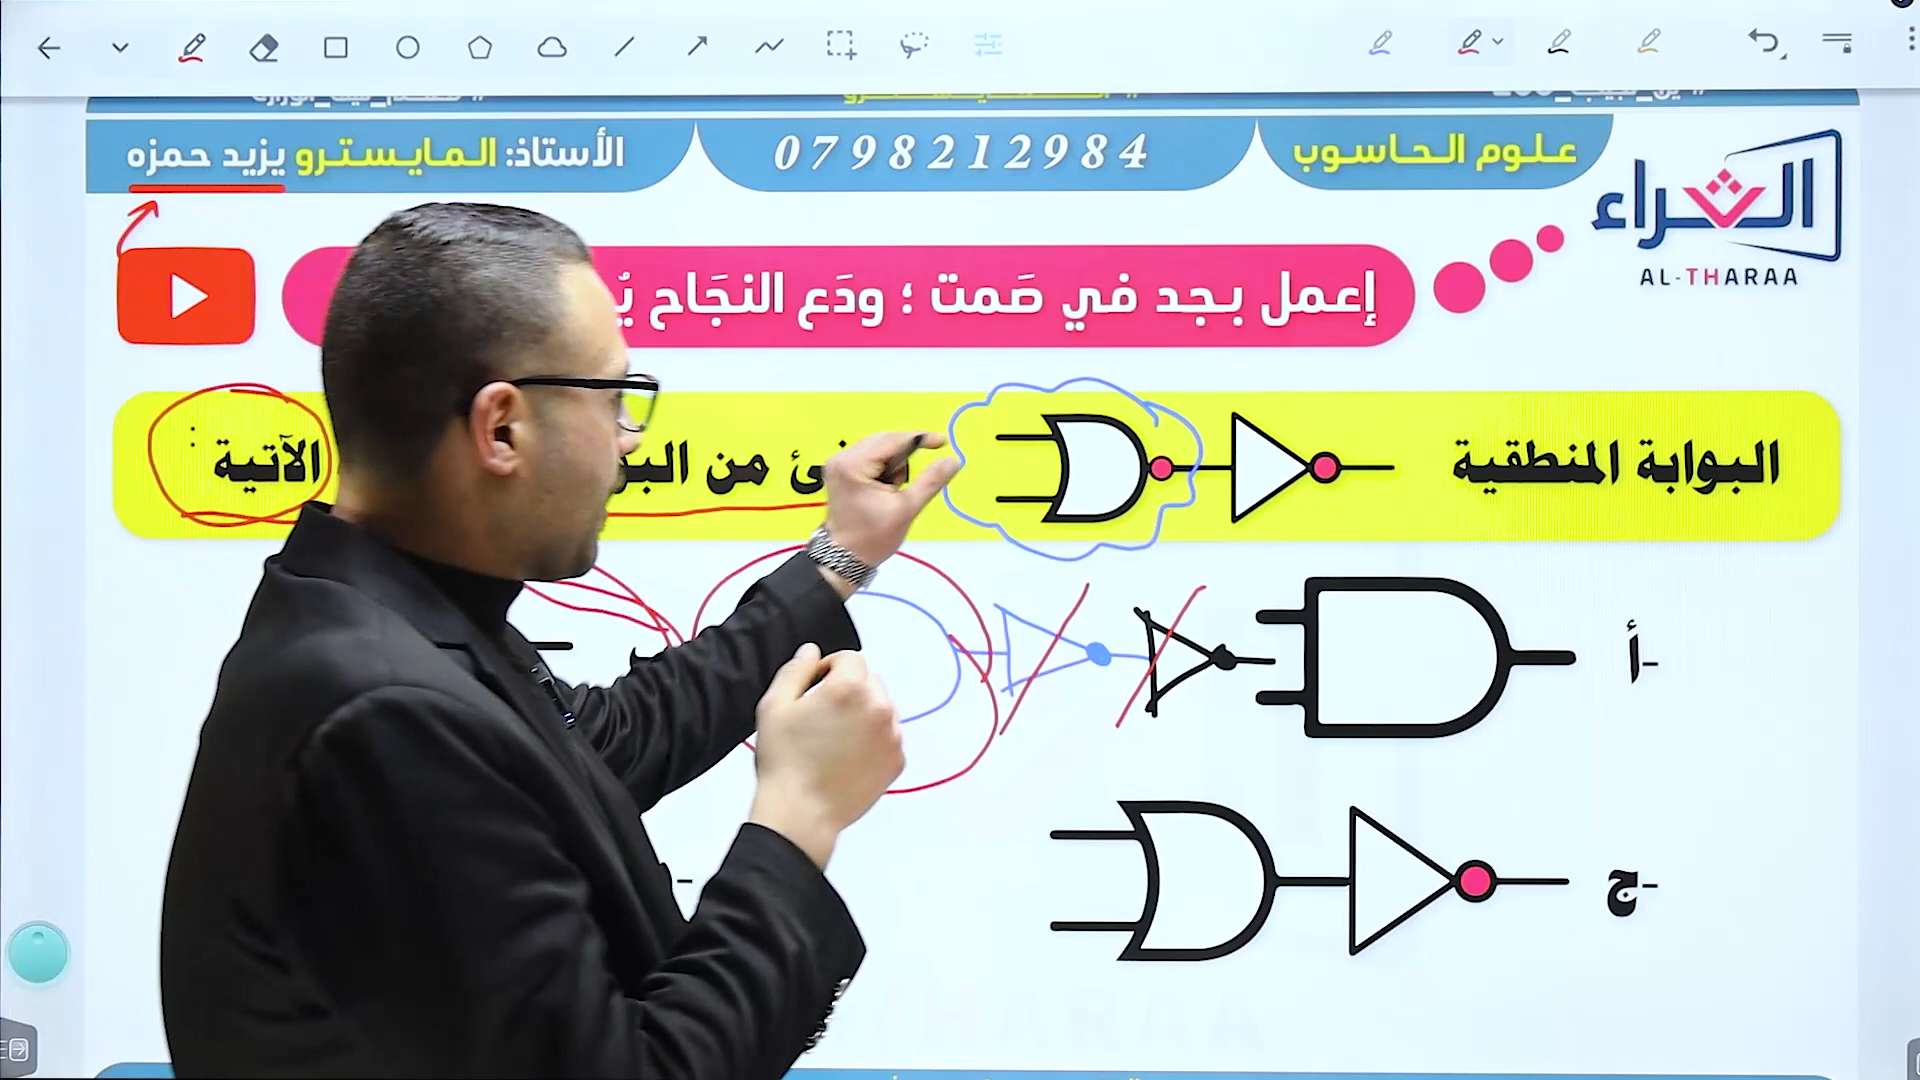 علوم الحاسوب
0798212984
الأستاذ: المايسترو يزيد حمزه
الثراء
AL-THARAA
إعمل بجد في صَمت ؛ ودَع النجَاح
البوابة المنطقية
من
الآتية :
أ-
ج-